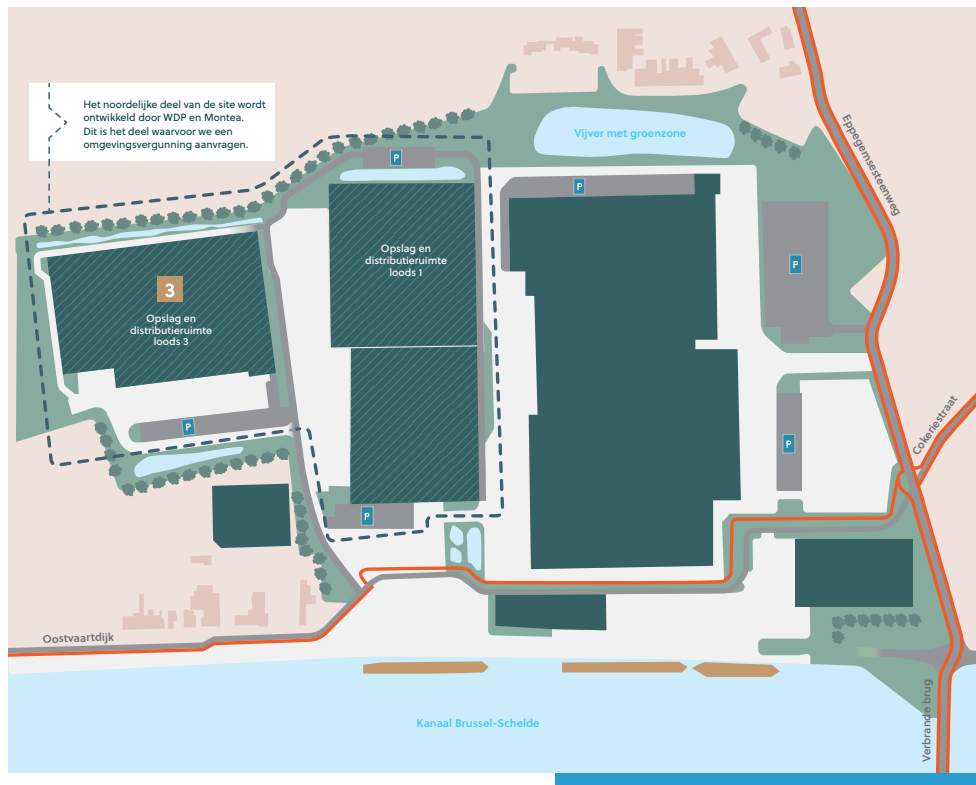 Het noordelijke deel van de site wordt
ontwikkeld door WDP en Montea.
Dit is het deel waarvoor we een
omgevingsvergunning aanvragen.
Vijver met groenzone
Eppegemsesteenweg
P
P
Opslag en
distributieruimte
loods 1
P
3
Opslag en
distributieruimte
loods 3
Cokeriestraat
P
P
P
Oostvaartdijk
Verbrande brug
Kanaal Brussel-Schelde